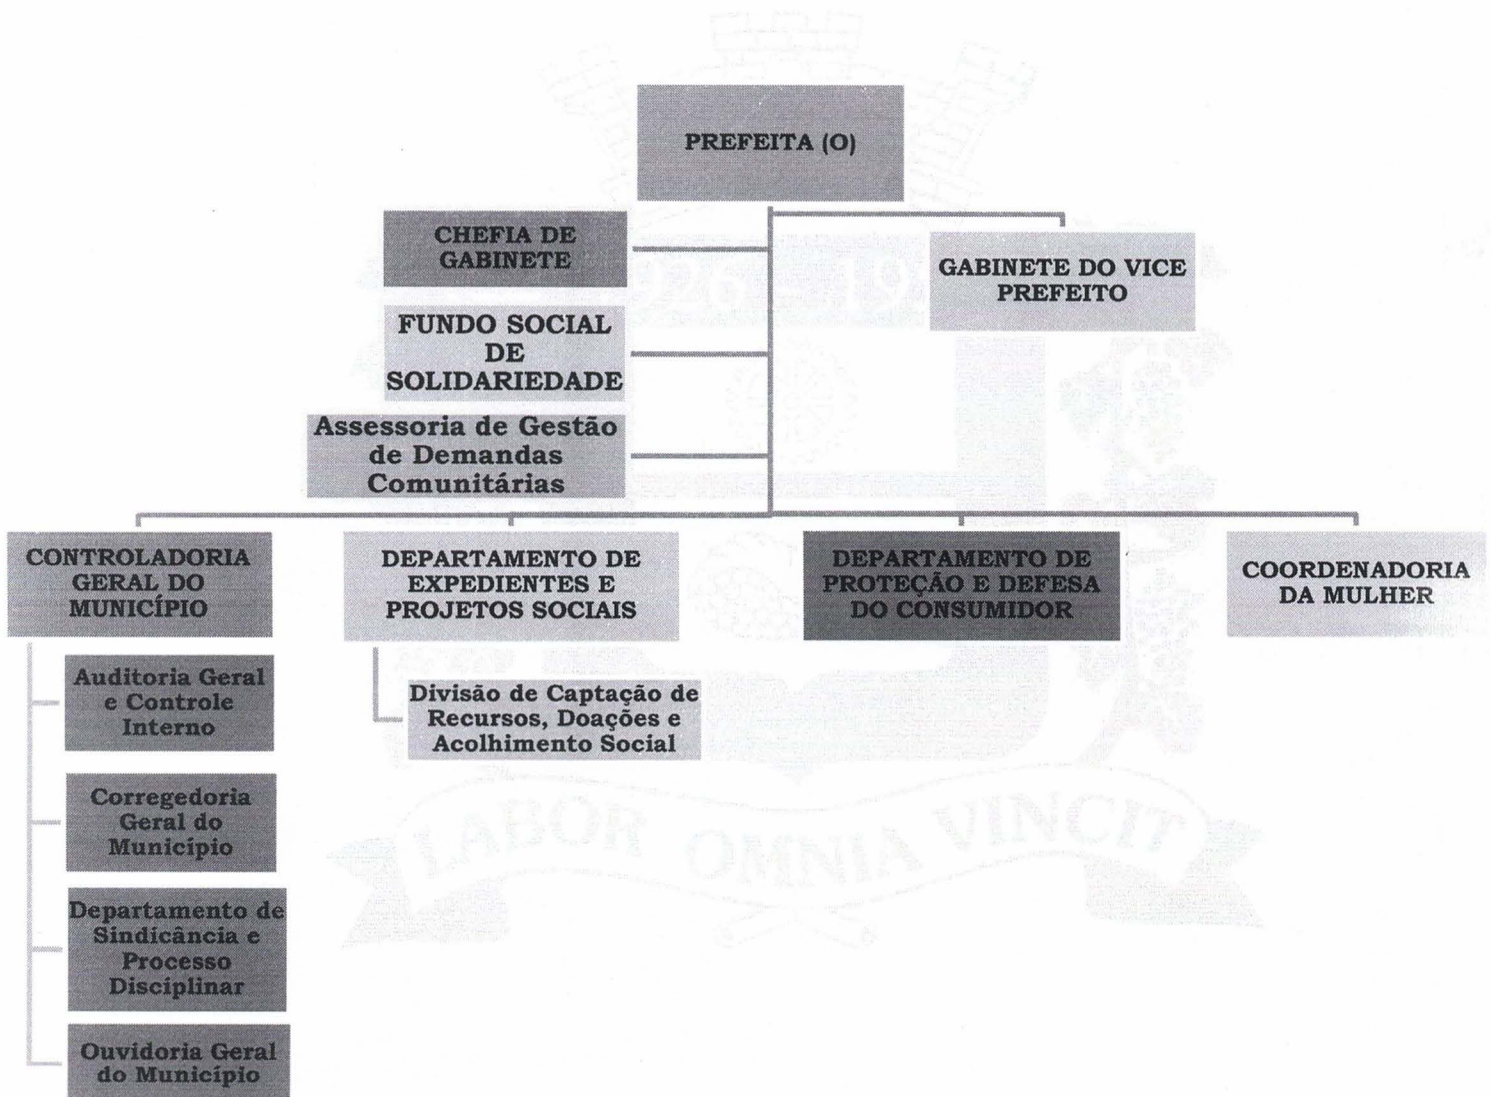 PREFEITA (O)
CHEFIA DE
GABINETE
GABINETE DO VICE
PREFEITO
FUNDO SOCIAL
DE
SOLIDARIEDADE
Assessoria de Gestão
de Demandas
Comunitárias
CONTROLADORIA
GERAL DO
MUNICÍPIO
DEPARTAMENTO DE
EXPEDIENTES E
PROJETOS SOCIAIS
DEPARTAMENTO DE
PROTEÇÃO E DEFESA
DO CONSUMIDOR
COORDENADORIA
DA MULHER
Auditoria Geral
e Controle
Interno
Divisão de Captação de
Recursos, Doações e
Acolhimento Social
Corregedoria
Geral do
Município
Departamento de
Sindicância e
Processo
Disciplinar
Ouvidoria Geral
do Município
LABOR OMNIA VINCIT